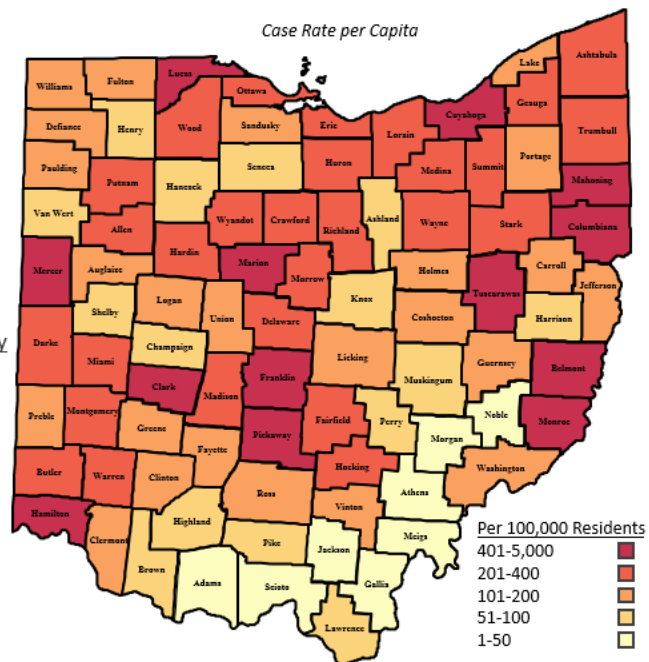 Case Rate per Capita
Williams
Fulton
Lucas
Ottawa
Lake
Ashtabula
Defiance
Henry
Wood
Sandusky
Erie
Lorain
Cuyahoga
Geauga
Trumbull
Paulding
Putnam
Hancock
Seneca
Huron
Medina
Summit
Portage
Mahoning
Van Wert
Allen
Wyandot
Crawford
Richland
Ashland
Wayne
Stark
Columbiana
Mercer
Auglaize
Hardin
Marion
Morrow
Holmes
Tuscarawas
Carroll
Jefferson
Shelby
Logan
Union
Delaware
Knox
Coshocton
Harrison
Darke
Miami
Champaign
Clark
Madison
Franklin
Licking
Muskingum
Guernsey
Belmont
Preble
Montgomery
Greene
Fayette
Pickaway
Fairfield
Perry
Morgan
Noble
Monroe
Butler
Warren
Clinton
Ross
Hocking
Athens
Washington
Hamilton
Clermont
Highland
Pike
Vinton
Meigs
Brown
Adams
Scioto
Jackson
Gallia
Lawrence
y
Per 100,000 Residents
401-5,000
201-400
101-200
51-100
1-50